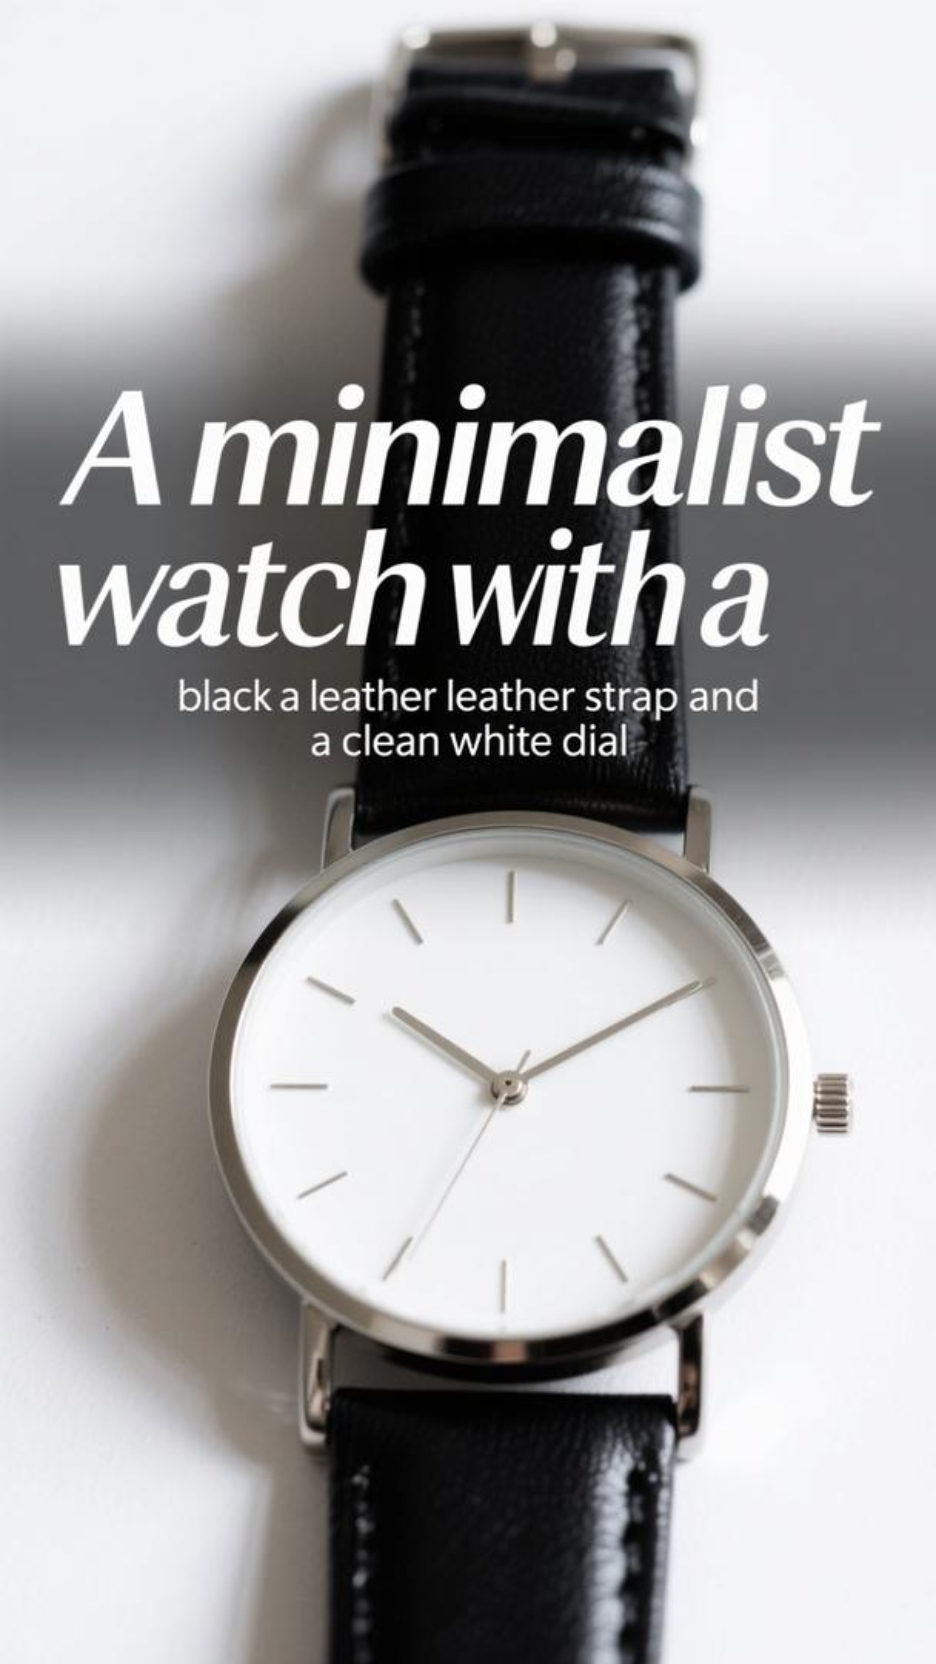 A minimalist
watch with a
black a leather leather strap and
a clean white dial